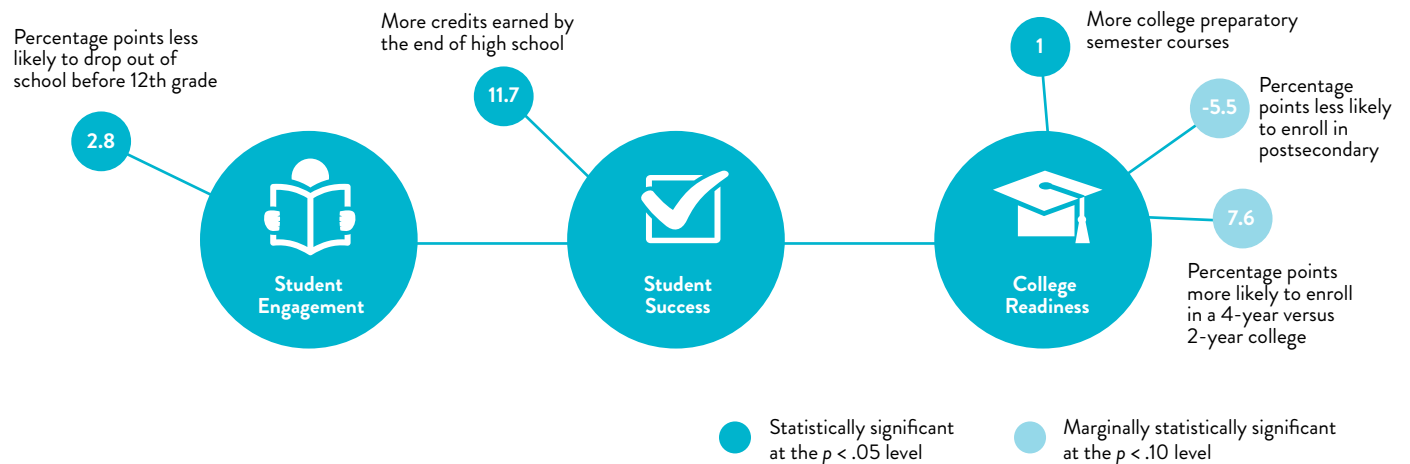 Percentage points less
likely to drop out of
school before 12th grade
2.8
Student
Engagement
More credits earned by
the end of high school
11.7
Student
Success
1
More college preparatory
semester courses
-5.5
Percentage
points less likely
to enroll in
postsecondary
7.6
Percentage points
more likely to enroll
in a 4-year versus
2-year college
College
Readiness
Statistically significant
at the p < .05 level
Marginally statistically significant
at the p < .10 level